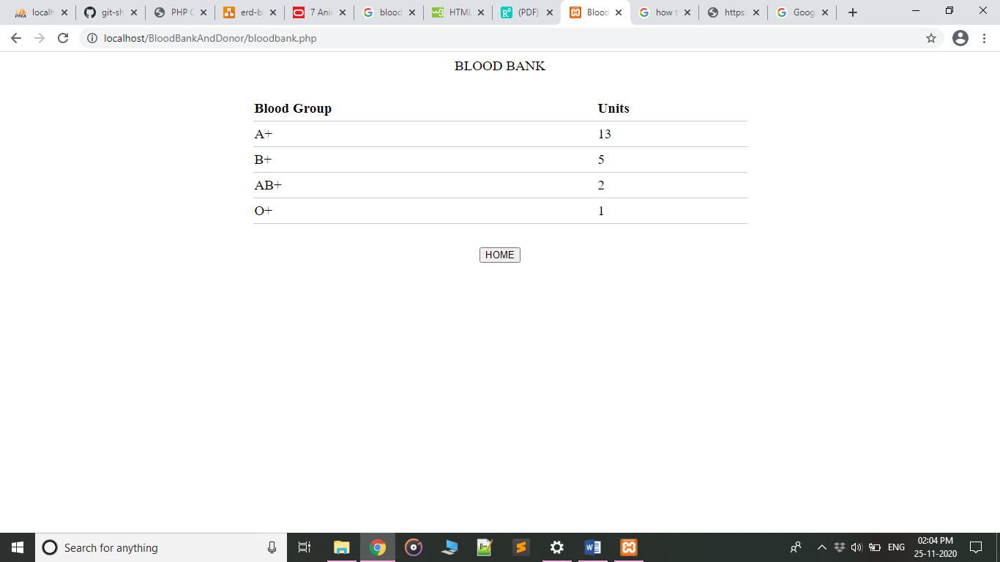 localh
git-sh
PHP C
erd-bl
7 Anir
blood
HTML
(PDF)
Blood
how t
https:
Goog
localhost/BloodBankAndDonor/bloodbank.php
BLOOD BANK
Blood Group Units
A+ 13
B+ 5
AB+ 2
O+ 1
HOME
Search for anything
ENG
02:04 PM
25-11-2020